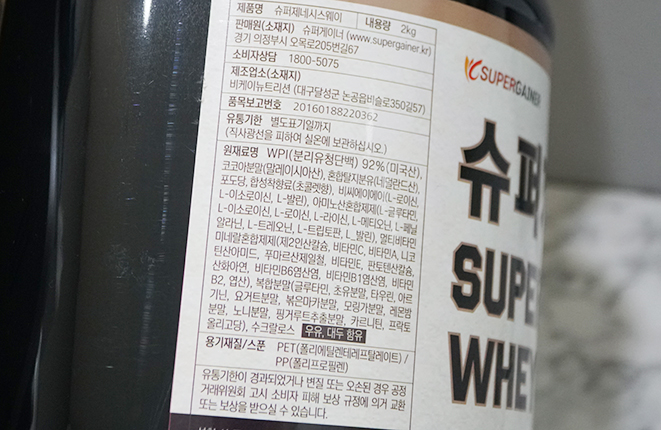 제품명 슈퍼제네시스웨이 내용량 2kg
판매원(소재지) 슈퍼게이너 (www.supergainer.kr)
경기 의정부시 오목로205번길67
소비자상담 1800-5075
제조업소(소재지)
비케이뉴트리션 (대구달성군 논공읍비슬로350길57)
품목보고번호 20160188220362
유통기한 별도표기일까지
(직사광선을 피하여 실온에 보관하십시오.)
원재료명 WPI(분리유청단백) 92%(미국산),
코코아분말(말레이시아산), 혼합탈지분유(네덜란드산),
포도당, 합성착향료(초콜렛향), 비씨에이에이(L-로이신,
L-이소로이신, L-발린), 아미노산혼합제제(L-글루타민,
L-이소로이신, L-로이신, L-라이신, L-메티오닌, L-페닐
알라닌, L-트레오닌, L-트립토판, L_발린), 멀티비타민
미네랄혼합제제(제2인산칼슘, 비타민C, 비타민A, 니코
틴산아미드, 푸마르산제일철, 비타민E, 판토텐산칼슘,
산화아연, 비타민B6염산염, 비타민B1염산염, 비타민
B2, 엽산), 복합분말(글루타민, 초유분말, 타우린, 아르
기닌, 요거트분말, 볶은마카분말, 모링가분말, 레몬밤
분말, 노니분말, 핑거루트추출분말, 카르니틴, 프락토
올리고당), 수크랄로스 우유, 대두 함유
용기재질/스푼 PET(폴리에틸렌테레프탈레이트) /
PP(폴리프로필렌)
유통기한이 경과되었거나 변질 또는 오손된 경우 공정
거래위원회 고시 소비자 피해 보상 규정에 의거 교환
또는 보상을 받으실 수 있습니다.
SUPERGAINER
슈퍼
SUPE
WHEY